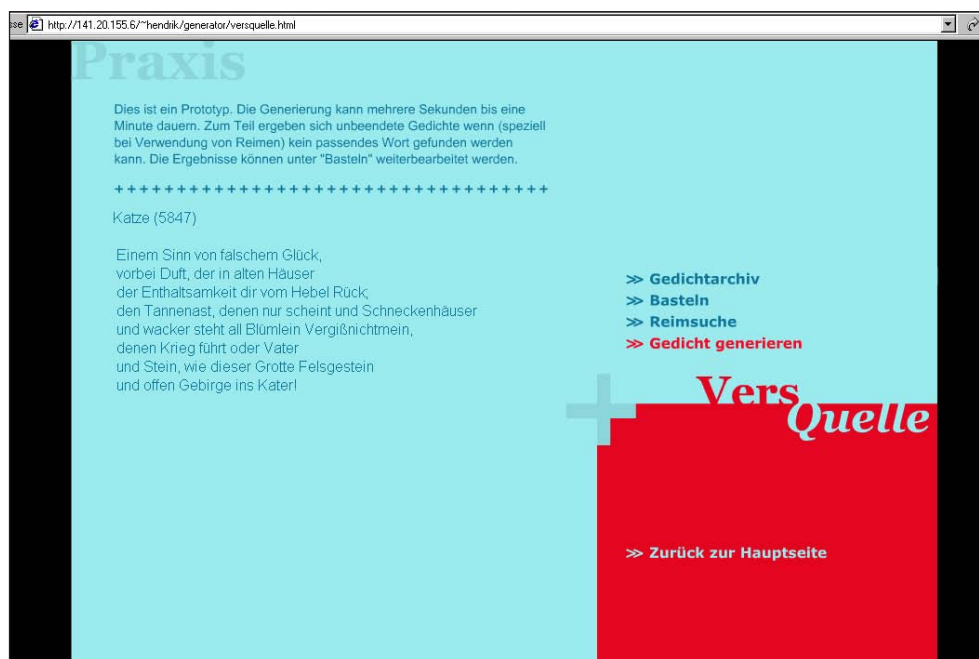 sse http://141.20.155.6/~hendrik/generator/versquelle.html
Praxis
Dies ist ein Prototyp. Die Generierung kann mehrere Sekunden bis eine
Minute dauern. Zum Teil ergeben sich unbeendete Gedichte wenn (speziell
bei Verwendung von Reimen) kein passendes Wort gefunden werden
kann. Die Ergebnisse können unter "Basteln" weiterbearbeitet werden.
+ + + + + + + + + + + + + + + + + + + + + + + + + + + + + + + + + + +
Katze (5847)
Einem Sinn von falschem Glück,
vorbei Duft, der in alten Häuser
der Enthaltsamkeit dir vom Hebel Rück;
den Tannenast, denen nur scheint und Schneckenhäuser
und wacker steht all Blümlein Vergißnichtmein,
denen Krieg führt oder Vater
und Stein, wie dieser Grotte Felsgestein
und offen Gebirge ins Kater!
>> Gedichtarchiv
>> Basteln
>> Reimsuche
>> Gedicht generieren
+
Vers
Quelle
>> Zurück zur Hauptseite